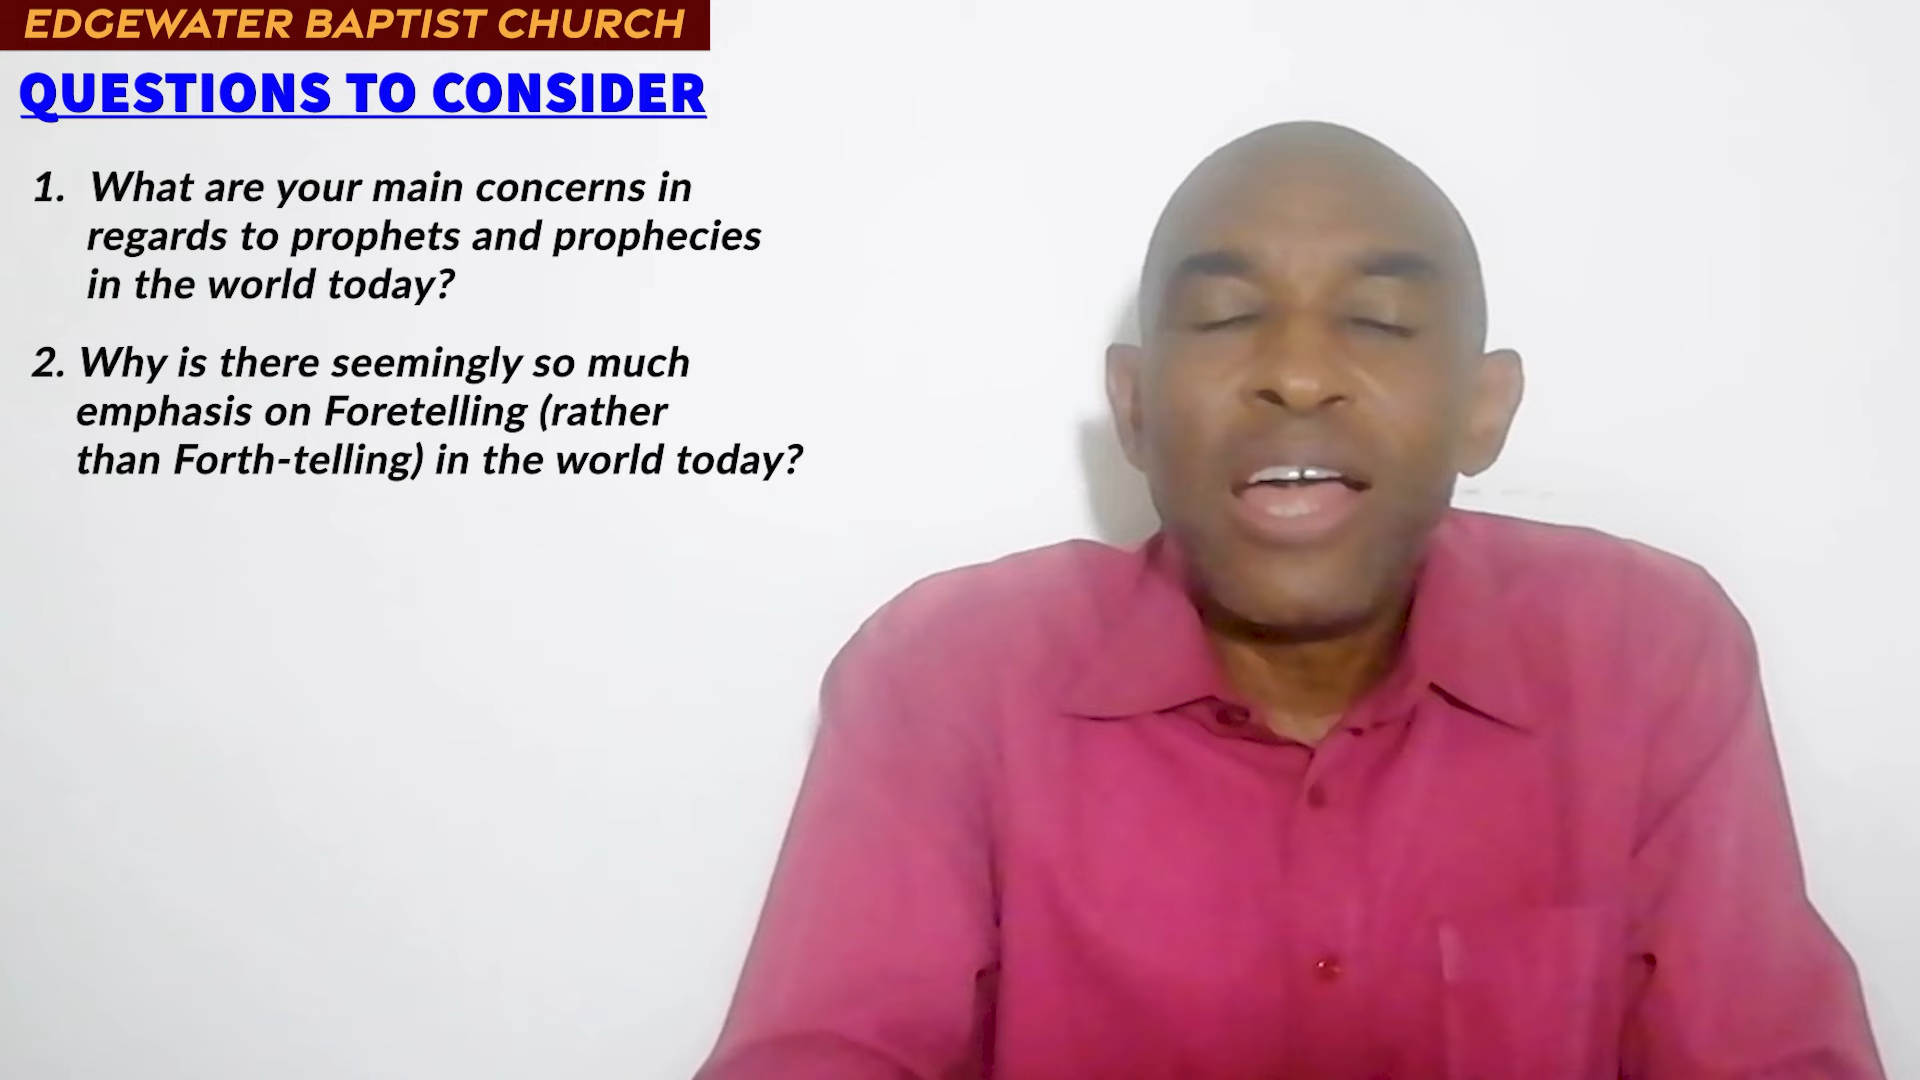 EDGEWATER BAPTIST CHURCH
QUESTIONS TO CONSIDER
1. What are your main concerns in
regards to prophets and prophecies
in the world today?
2. Why is there seemingly so much
emphasis on Foretelling (rather
than Forth-telling) in the world today?